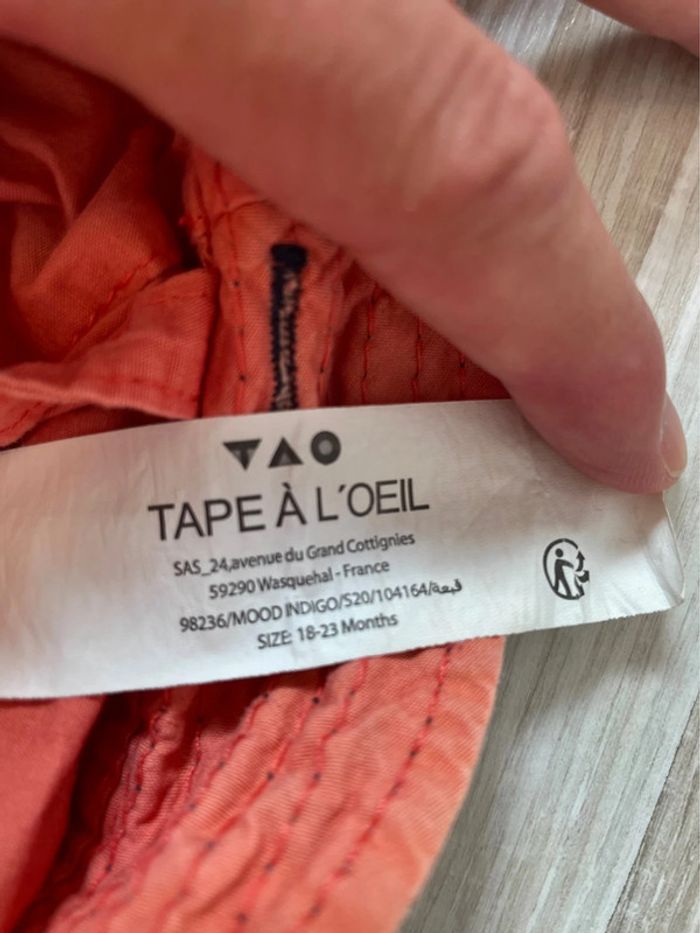 TAO
TAPE À L'OEIL
SAS_24,avenue du Grand Cottignies
59290 Wasquehal - France
98236/MOOD INDIGO/S20/104164/قبعة
SIZE: 18-23 Months